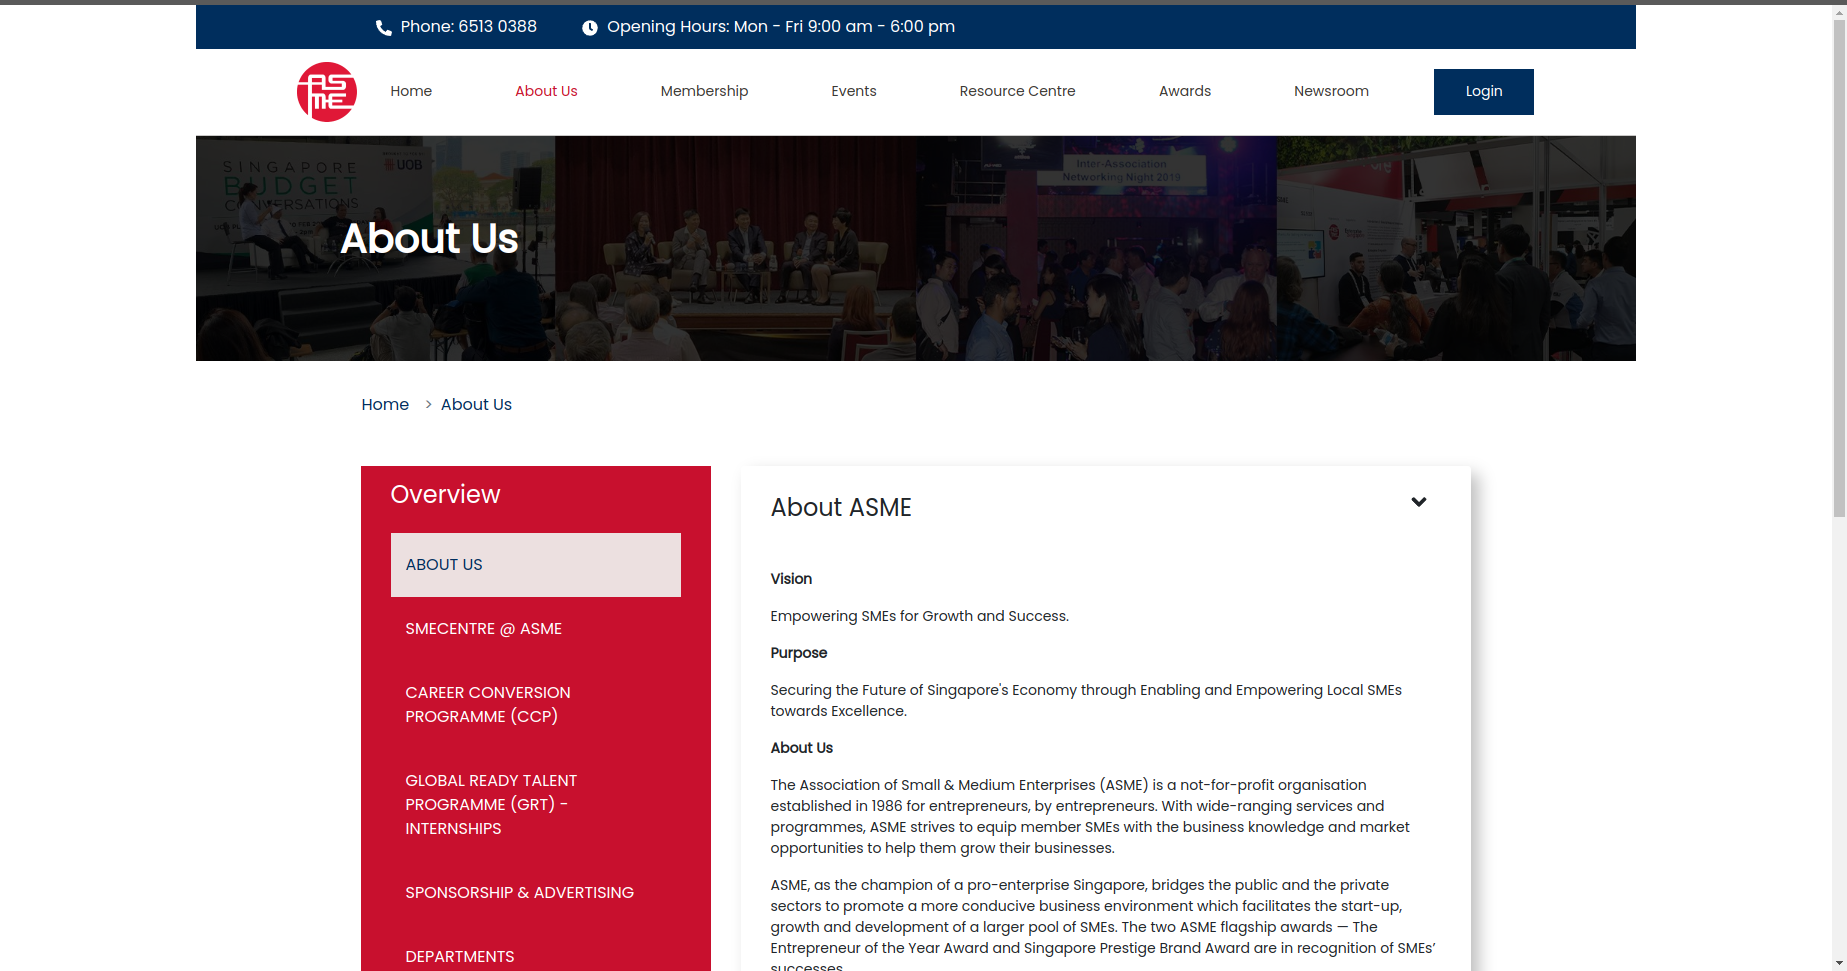 Phone: 6513 0388
Opening Hours: Mon - Fri 9:00 am - 6:00 pm
ASME
Home
About Us
Membership
Events
Resource Centre
Awards
Newsroom
Login
SINGAPORE
BUDGET
CONVERSATIONS
UOB
Inter-Association
Networking Night 2019
About Us
Home > About Us
Overview
ABOUT US
SMECENTRE @ ASME
CAREER CONVERSION
PROGRAMME (CCP)
GLOBAL READY TALENT
PROGRAMME (GRT) -
INTERNSHIPS
SPONSORSHIP & ADVERTISING
DEPARTMENTS
About ASME
Vision
Empowering SMEs for Growth and Success.
Purpose
Securing the Future of Singapore's Economy through Enabling and Empowering Local SMEs
towards Excellence.
About Us
The Association of Small & Medium Enterprises (ASME) is a not-for-profit organisation
established in 1986 for entrepreneurs, by entrepreneurs. With wide-ranging services and
programmes, ASME strives to equip member SMEs with the business knowledge and market
opportunities to help them grow their businesses.
ASME, as the champion of a pro-enterprise Singapore, bridges the public and the private
sectors to promote a more conducive business environment which facilitates the start-up,
growth and development of a larger pool of SMEs. The two ASME flagship awards — The
Entrepreneur of the Year Award and Singapore Prestige Brand Award are in recognition of SMEs’
successes.